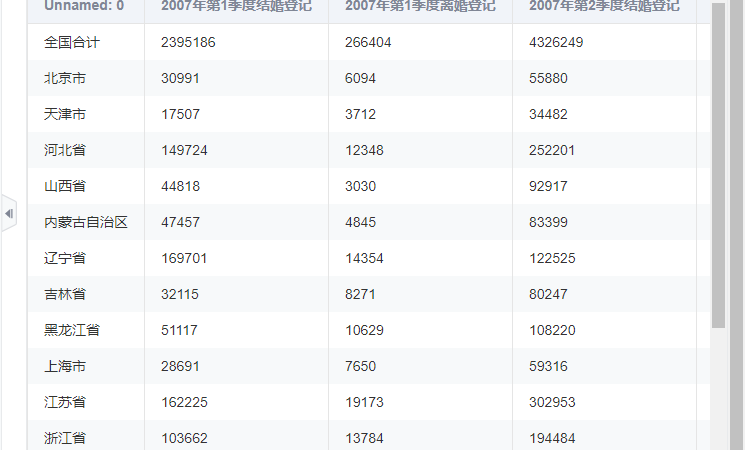 Unnamed: 0 2007年第1季度结婚登记 2007年第1季度离婚登记 2007年第2季度结婚登记
全国合计 2395186 266404 4326249
北京市 30991 6094 55880
天津市 17507 3712 34482
河北省 149724 12348 252201
山西省 44818 3030 92917
内蒙古自治区 47457 4845 83399
辽宁省 169701 14354 122525
吉林省 32115 8271 80247
黑龙江省 51117 10629 108220
上海市 28691 7650 59316
江苏省 162225 19173 302953
浙江省 103662 13784 194484